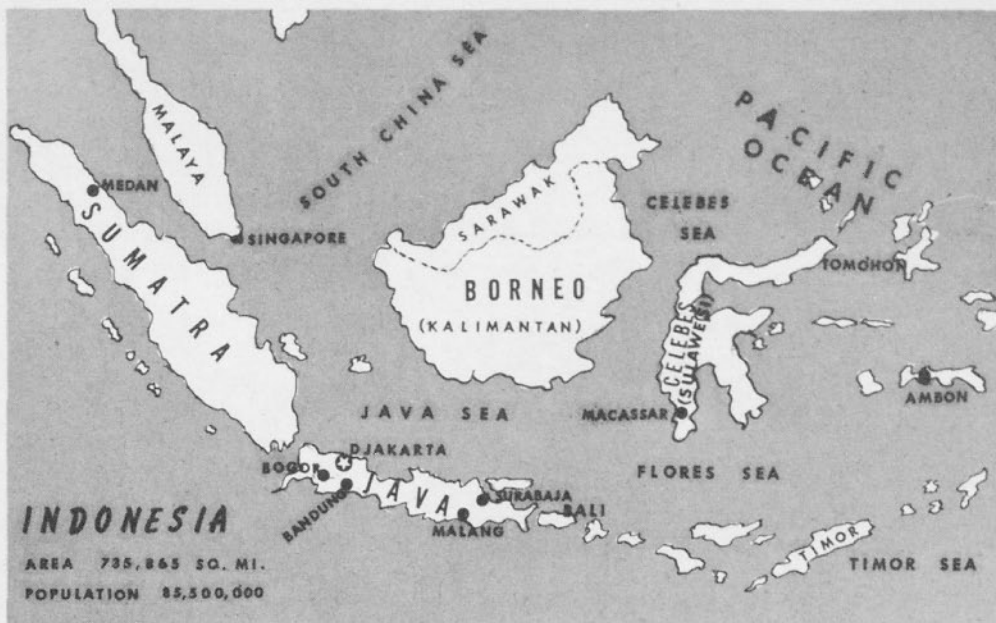 SOUTH CHINA SEA
PACIFIC
OCEAN
MALAYA
MEDAN
SUMATRA
SINGAPORE
SARAWAK
CELEBES
SEA
TOMOHON
BORNEO
(KALIMANTAN)
CELEBES
(SULAWESI)
MACASSAR
AMBON
JAVA SEA
FLORES SEA
DJAKARTA
BOGOR
BANDUNG
JAVA
SURABAJA
MALANG
BALI
TIMOR
TIMOR SEA
INDONESIA
AREA 735,865 SQ. MI.
POPULATION 85,500,000